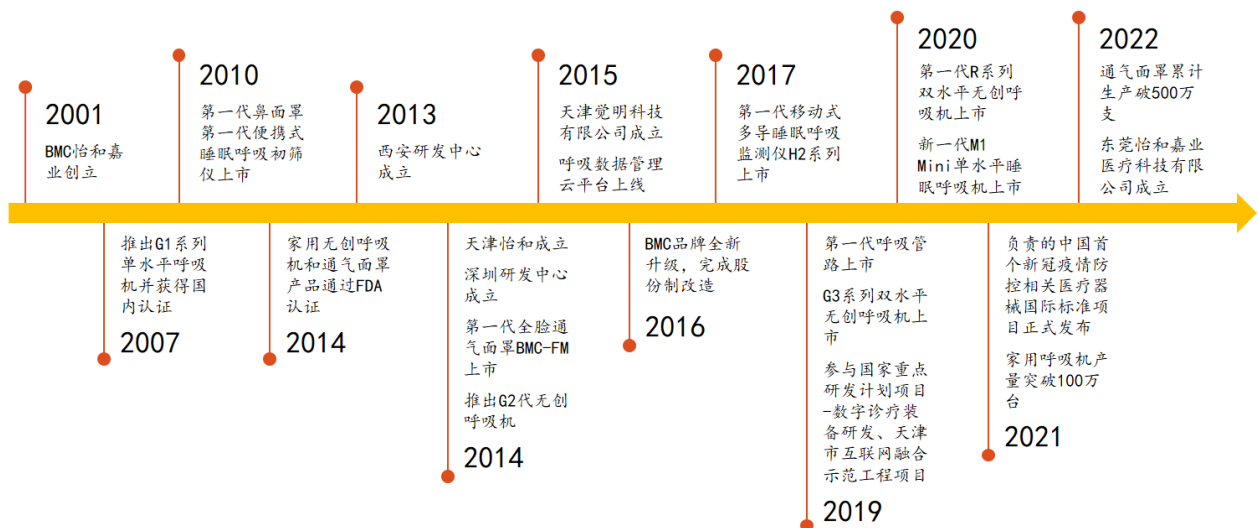 2001
BMC怡和嘉
业创立
2010
第一代鼻面罩
第一代便携式
睡眠呼吸初筛
仪上市
2013
西安研发中心
成立
2015
天津觉明科技
有限公司成立
呼吸数据管理
云平台上线
2017
第一代移动式
多导睡眠呼吸
监测仪H2系列
上市
2020
第一代R系列
双水平无创呼
吸机上市
新一代M1
Mini单水平睡
眠呼吸机上市
2022
通气面罩累计
生产破500万
支
东莞怡和嘉业
医疗科技有限
公司成立
推出G1系列
单水平呼吸
机并获得国
内认证
2007
家用无创呼吸
机和通气面罩
产品通过FDA
认证
2014
天津怡和成立
深圳研发中心
成立
第一代全脸通
气面罩BMC-FM
上市
推出G2代无创
呼吸机
2014
BMC品牌全新
升级，完成股
份制改造
2016
第一代呼吸管
路上市
G3系列双水平
无创呼吸机上
市
参与国家重点
研发计划项目
-数字诊疗装
备研发、天津
市互联网融合
示范工程项目
2019
负责的中国首
个新冠疫情防
控相关医疗器
械国际标准项
目正式发布
家用呼吸机产
量突破100万
台
2021